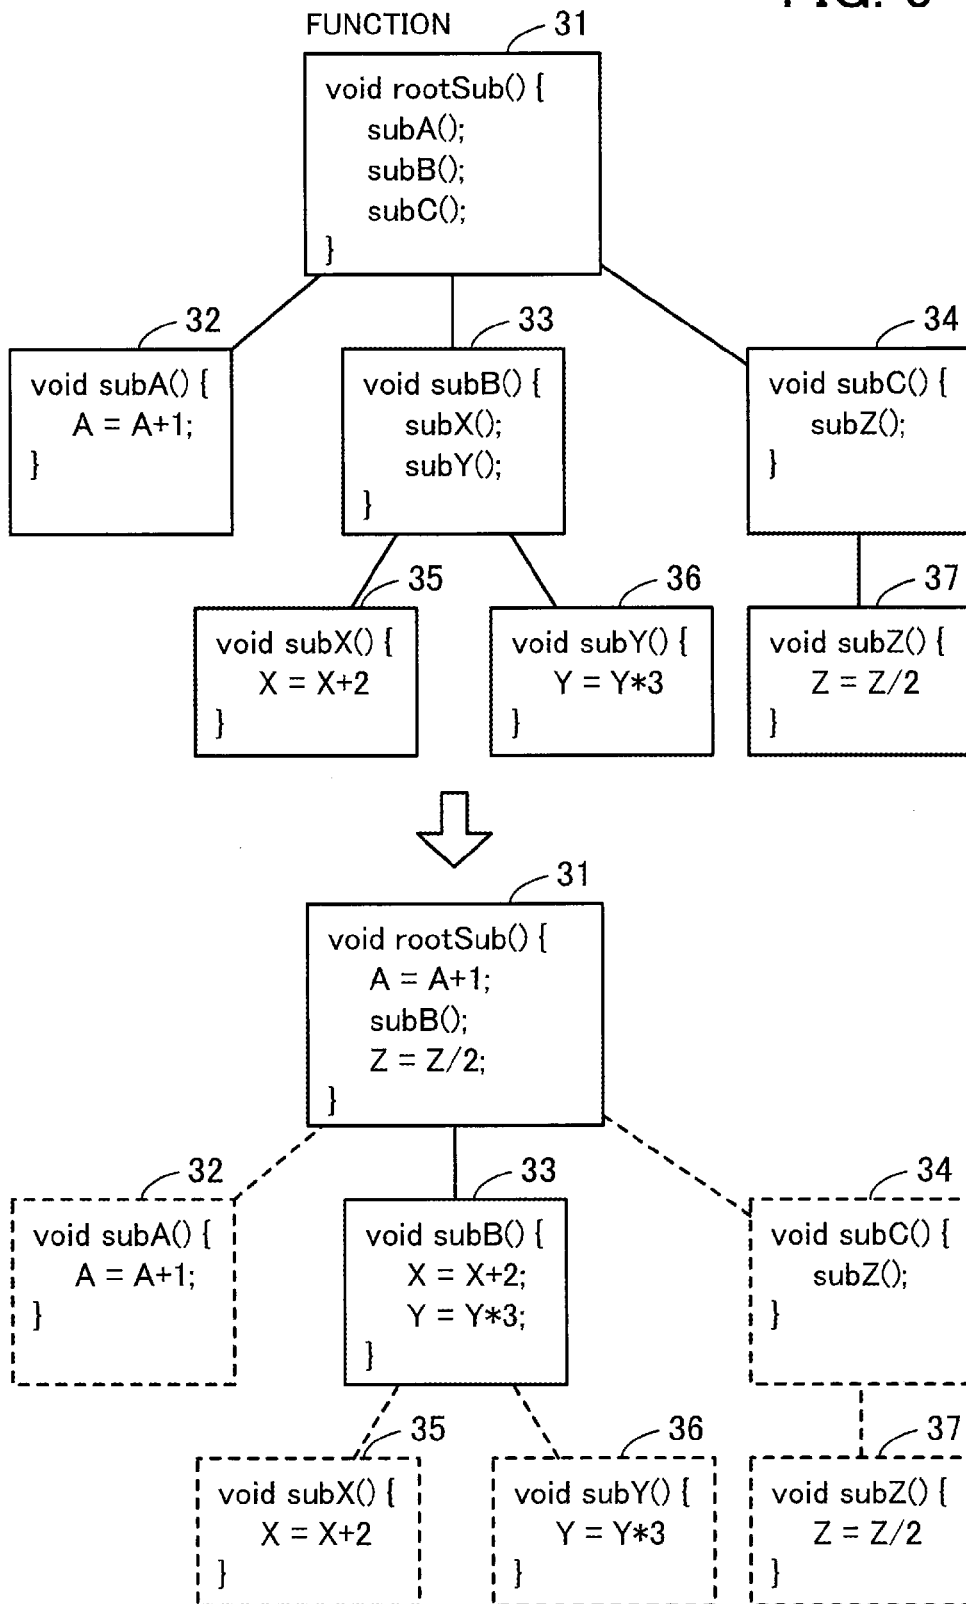 FUNCTION
31
void rootSub() {
subA();
subB();
subC();
}
32
void subA() {
A = A+1;
}
33
void subB() {
subX();
subY();
}
34
void subC() {
subZ();
}
35
void subX() {
X = X+2
}
36
void subY() {
Y = Y*3
}
37
void subZ() {
Z = Z/2
}
31
void rootSub() {
A = A+1;
subB();
Z = Z/2;
}
32
void subA() {
A = A+1;
}
33
void subB() {
X = X+2;
Y = Y*3;
}
34
void subC() {
subZ();
}
35
void subX() {
X = X+2
}
36
void subY() {
Y = Y*3
}
37
void subZ() {
Z = Z/2
}